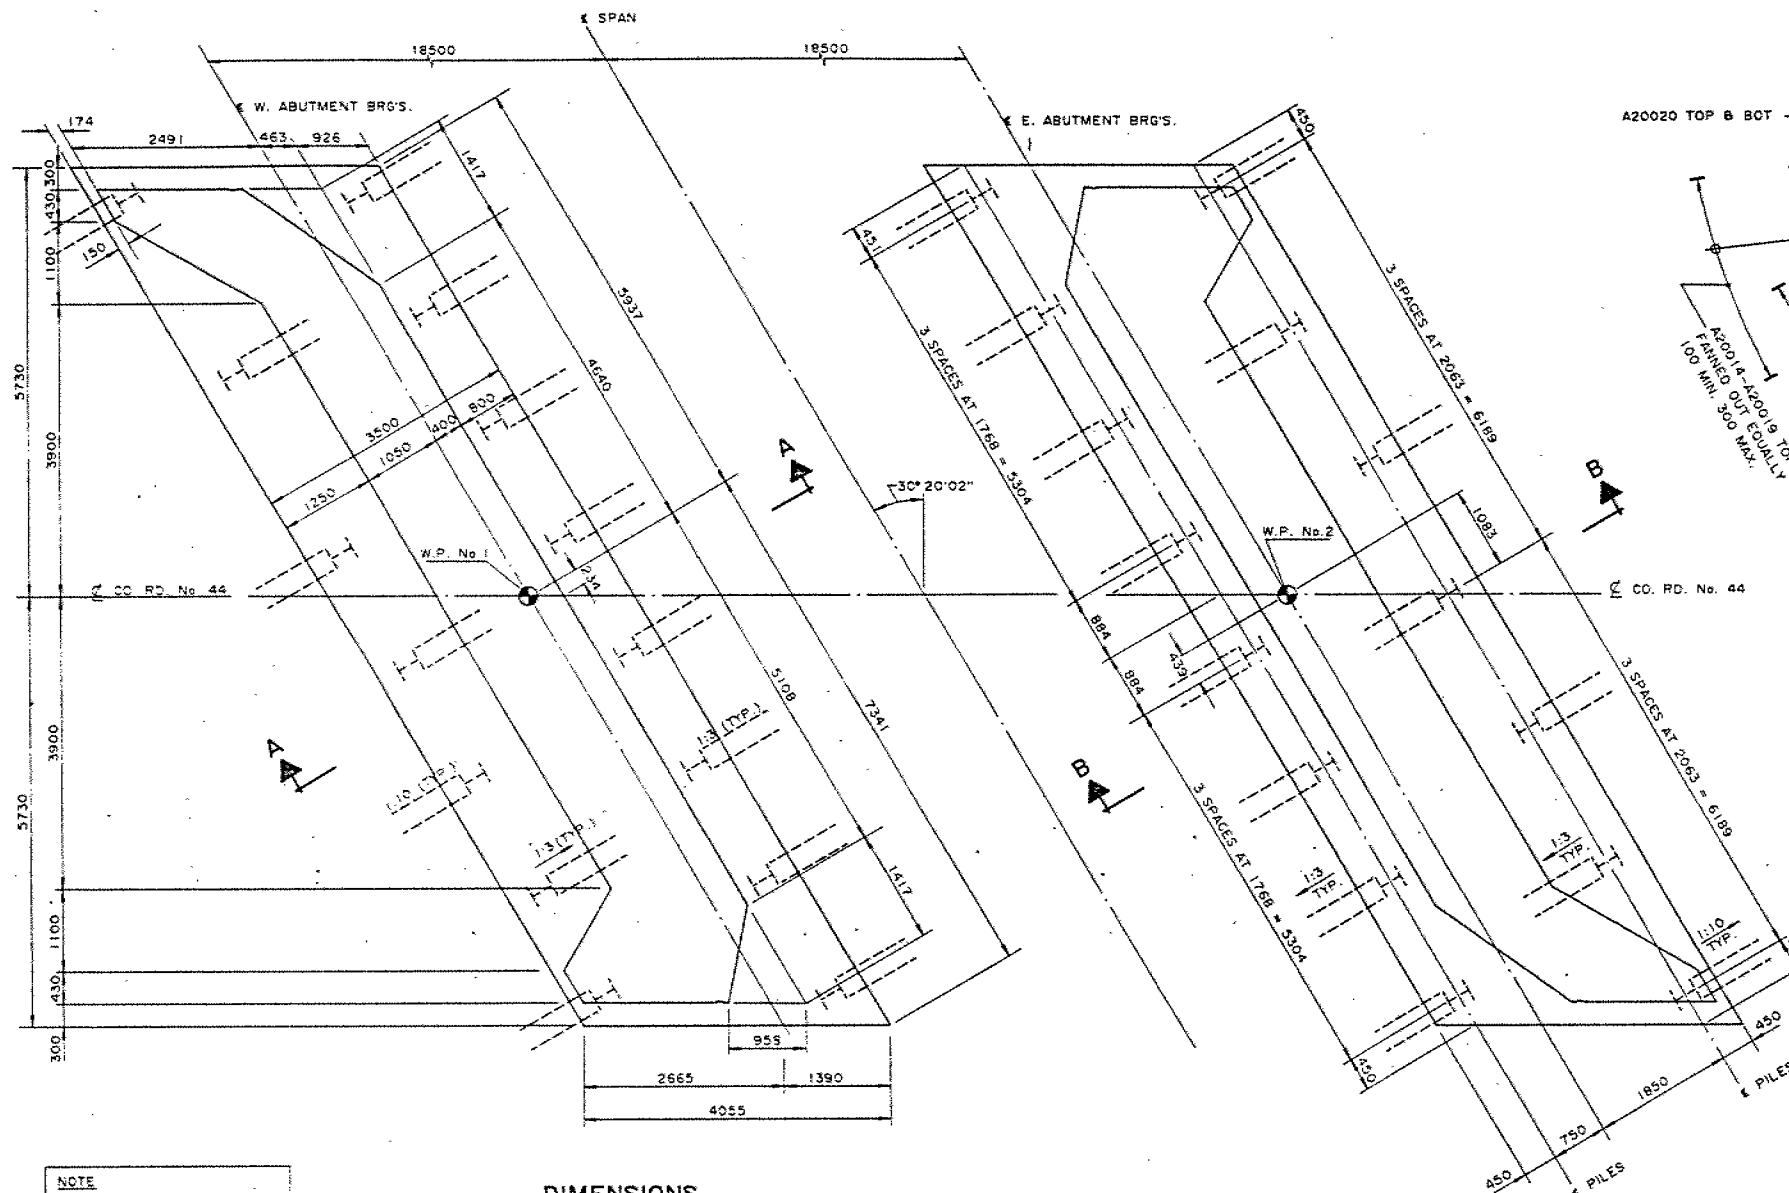 ℄ SPAN
18500
18500
℄ W. ABUTMENT BRG'S.
℄ E. ABUTMENT BRG'S.
A20020 TOP & BOT -
174
2491
463
926
1417
450
300
430
1100
150
5730
3900
5937
4640
3500
1050
400
800
1250
451
3 SPACES AT 1768 = 5304
3 SPACES AT 2063 = 6189
A20014-A20019 TO
FANNED OUT EQUALLY
100 MIN. 300 MAX.
A
30° 20'02"
B
1083
W.P. No 1
W.P. No.2
234
℄ CO. RD. No. 44
℄ CO. RD. No. 44
884
439
884
5108
7341
3 SPACES AT 2063 = 6189
3900
5730
A
1:10 (TYP.)
1:3 (TYP.)
1:3 (TYP.)
B
3 SPACES AT 1768 = 5304
1:3
TYP.
1:3
TYP.
1:10
TYP.
1417
1100
430
300
955
2665
1390
4055
450
450
1850
750
450
℄ PILES
℄ PILES
NOTE
DIMENSIONS